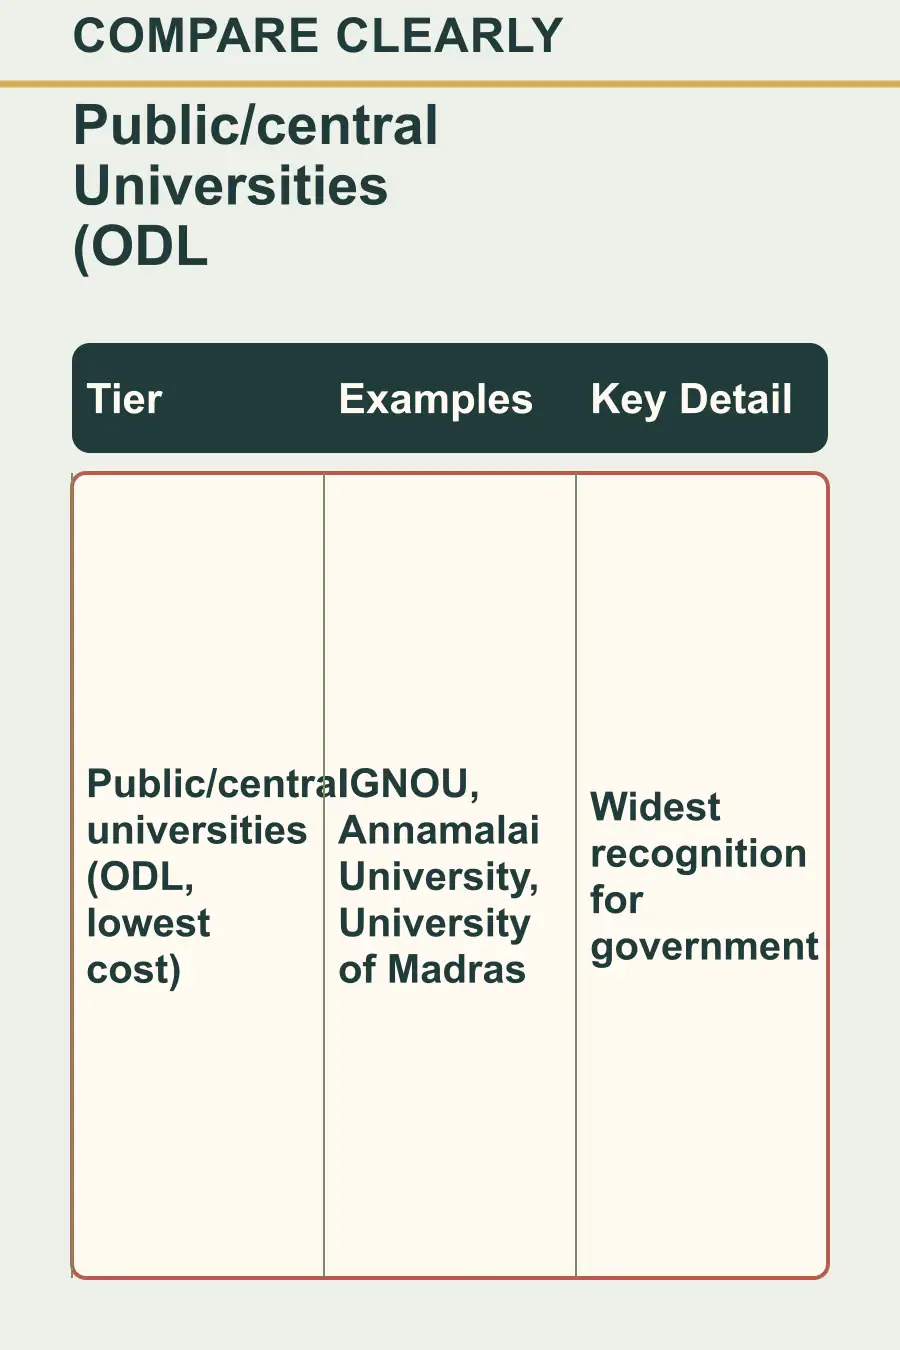 COMPARE CLEARLY
Public/central
Universities
(ODL
Tier
Examples
Key Detail
Public/central
universities
(ODL,
lowest
cost)
IGNOU,
Annamalai
University,
University
of Madras
Widest
recognition
for
government